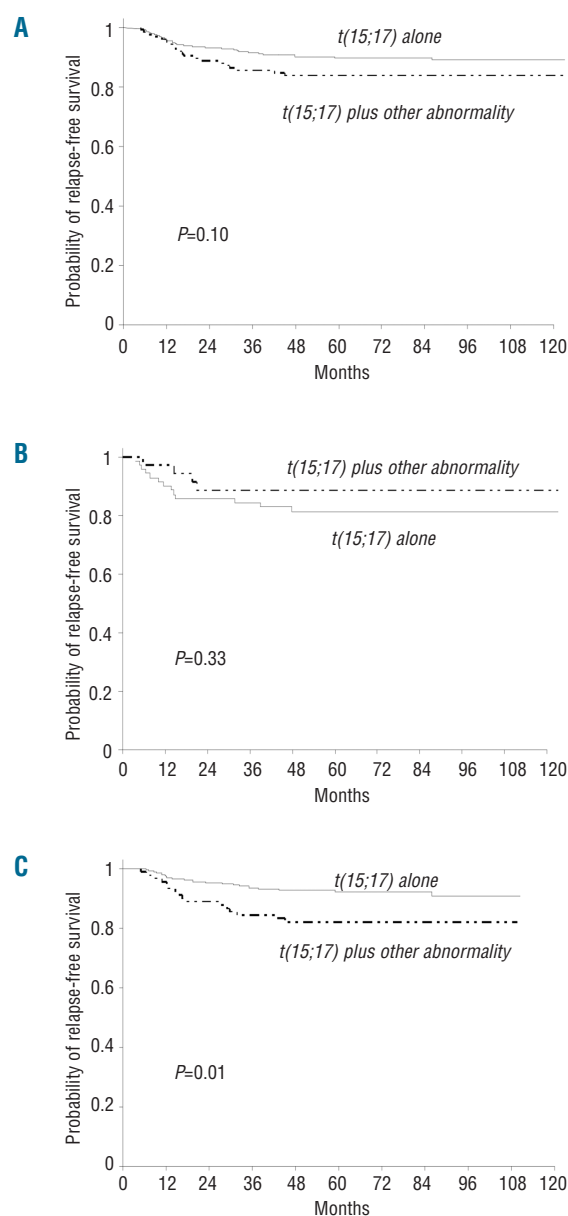 A
Probability of relapse-free survival
1
0.8
0.6
0.4
0.2
0
t(15;17) alone
t(15;17) plus other abnormality
P=0.10
0 12 24 36 48 60 72 84 96 108 120
Months
B
Probability of relapse-free survival
1
0.8
0.6
0.4
0.2
0
t(15;17) plus other abnormality
t(15;17) alone
P=0.33
0 12 24 36 48 60 72 84 96 108 120
Months
C
Probability of relapse-free survival
1
0.8
0.6
0.4
0.2
0
t(15;17) alone
t(15;17) plus other abnormality
P=0.01
0 12 24 36 48 60 72 84 96 108 120
Months